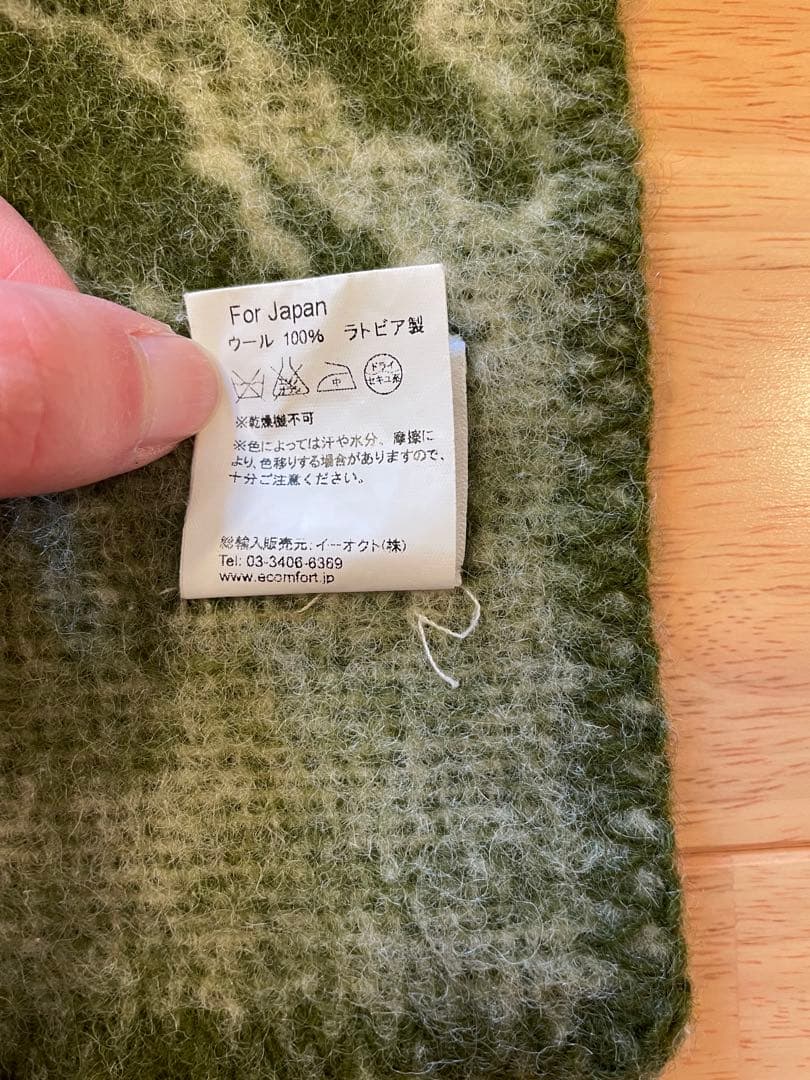 For Japan
ウール 100% ラトビア製
中
ドライ
セキユ系
※乾燥機不可
※色によっては汗や水分、摩擦に
より、色移りする場合がありますので、
十分ご注意ください。
総輸入販売元: イーオクト(株)
Tel: 03-3406-6369
www.ecomfort.jp